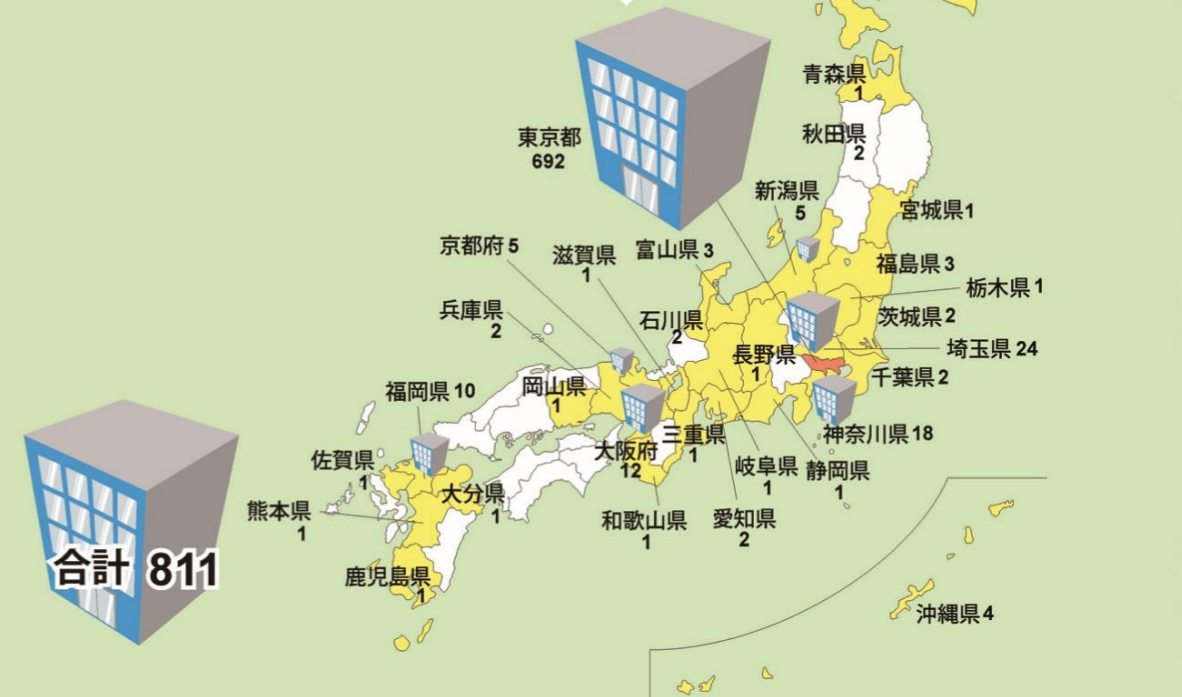 青森県
1
秋田県
2
東京都
692
新潟県
5
宮城県1
京都府 5
滋賀県
1
富山県 3
福島県 3
栃木県 1
兵庫県
2
石川県
2
茨城県 2
長野県
1
埼玉県 24
千葉県 2
福岡県 10
岡山県
1
神奈川県 18
佐賀県
1
大分県
1
大阪府
12
三重県
1
岐阜県
1
静岡県
1
熊本県
1
和歌山県
1
愛知県
2
合計 811
鹿児島県
1
沖縄県 4